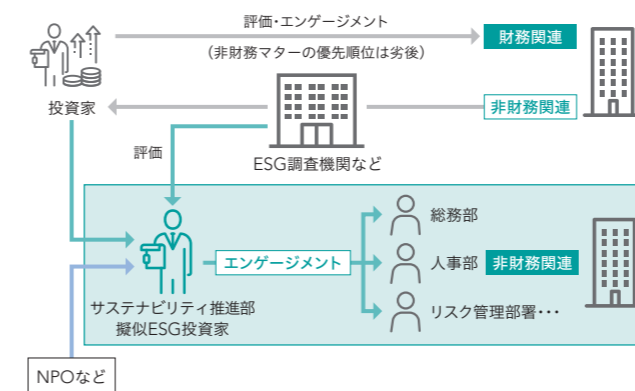 評価・エンゲージメント
財務関連
（非財務マターの優先順位は劣後）
投資家
非財務関連
評価
ESG調査機関など
総務部
エンゲージメント
人事部
非財務関連
サステナビリティ推進部
擬似ESG投資家
リスク管理部署・・・
NPOなど